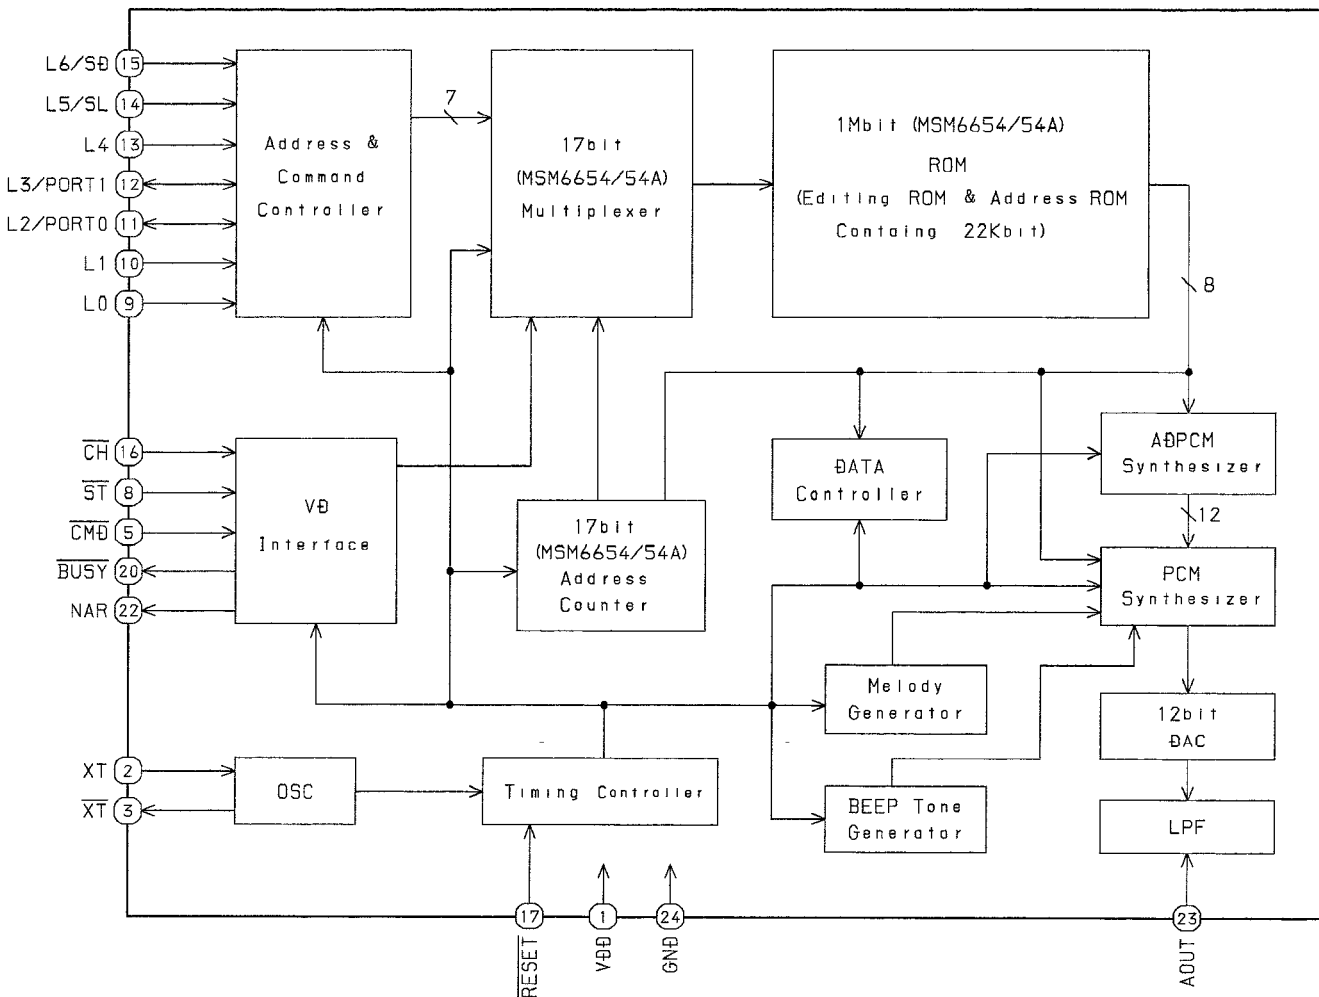 L6/SD 15
L5/SL 14
L4 13
L3/PORT1 12
L2/PORT0 11
L1 10
L0 9
Address &
Command
Controller
7
17bit
(MSM6654/54A)
Multiplexer
1Mbit (MSM6654/54A)
ROM
(Editing ROM & Address ROM
Containg 22Kbit)
8
CH 16
ST 8
CMD 5
BUSY 20
NAR 22
VD
Interface
17bit
(MSM6654/54A)
Address
Counter
DATA
Controller
ADPCM
Synthesizer
12
PCM
Synthesizer
Melody
Generator
12bit
DAC
XT 2
XT 3
OSC
Timing Controller
BEEP Tone
Generator
LPF
17
1
24
23
RESET
VDD
GND
AOUT